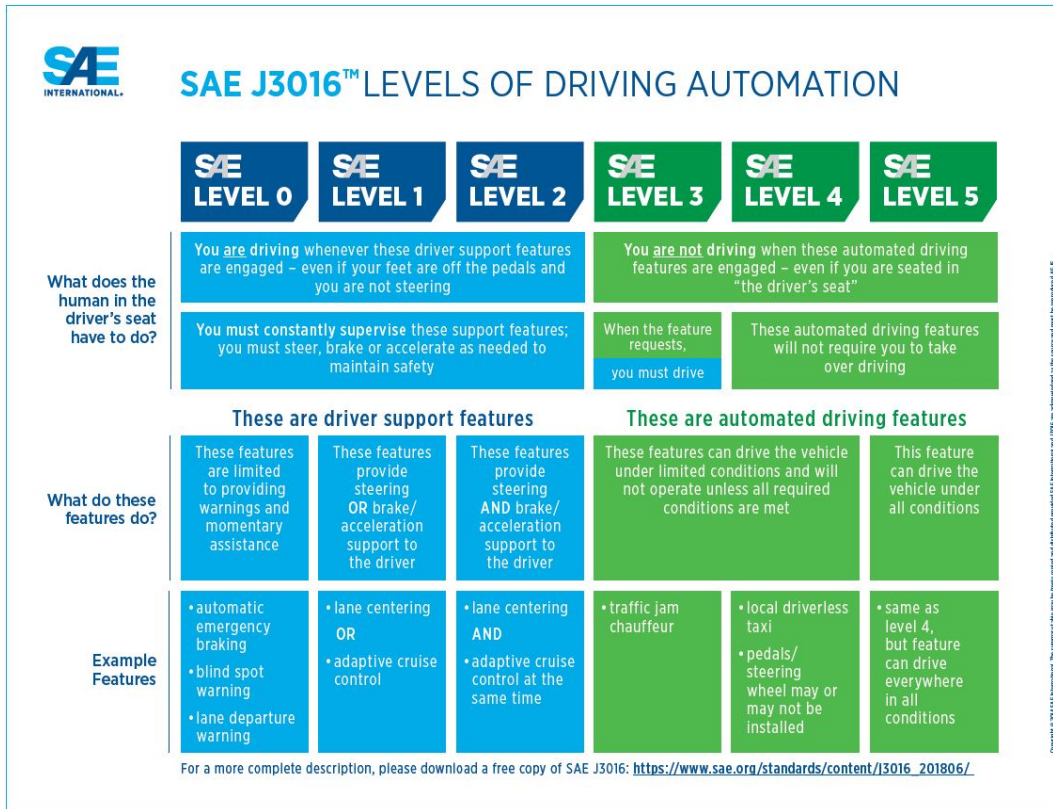 SAE
INTERNATIONAL®
SAE J3016™ LEVELS OF DRIVING AUTOMATION
SAE
LEVEL 0
SAE
LEVEL 1
SAE
LEVEL 2
SAE
LEVEL 3
SAE
LEVEL 4
SAE
LEVEL 5
What does the
human in the
driver's seat
have to do?
You are driving whenever these driver support features
are engaged – even if your feet are off the pedals and
you are not steering
You are not driving when these automated driving
features are engaged – even if you are seated in
“the driver’s seat”
You must constantly supervise these support features;
you must steer, brake or accelerate as needed to
maintain safety
When the feature
requests,
you must drive
These automated driving features
will not require you to take
over driving
These are driver support features
These are automated driving features
What do these
features do?
These features
are limited
to providing
warnings and
momentary
assistance
These features
provide
steering
OR brake/
acceleration
support to
the driver
These features
provide
steering
AND brake/
acceleration
support to
the driver
These features can drive the vehicle
under limited conditions and will
not operate unless all required
conditions are met
This feature
can drive the
vehicle under
all conditions
Example
Features
• automatic
emergency
braking
• blind spot
warning
• lane departure
warning
• lane centering
OR
• adaptive cruise
control
• lane centering
AND
• adaptive cruise
control at the
same time
• traffic jam
chauffeur
• local driverless
taxi
• pedals/
steering
wheel may or
may not be
installed
• same as
level 4,
but feature
can drive
everywhere
in all
conditions
For a more complete description, please download a free copy of SAE J3016: https://www.sae.org/standards/content/j3016_201806/